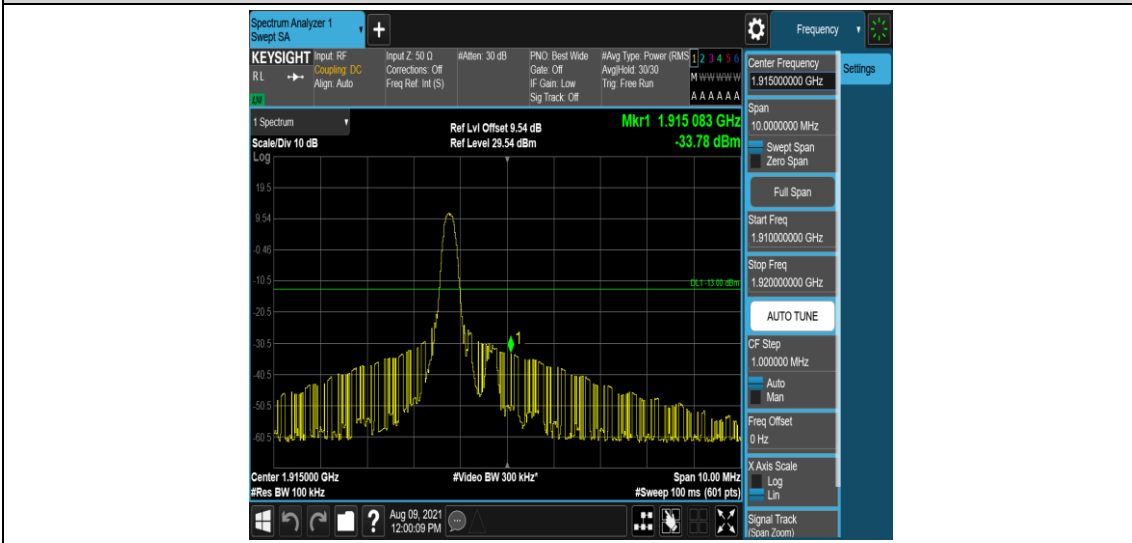 Spectrum Analyzer 1
Swept SA
+
Frequency
KEYSIGHT
Input: RF
Input Z: 50 Ω
#Atten: 30 dB
PNO: Best Wide
#Avg Type: Power (RMS
1 2 3 4 5 6
RL
Coupling: DC
Corrections: Off
Gate: Off
Avg|Hold: 30/30
M W W W W W
Align: Auto
Freq Ref: Int (S)
IF Gain: Low
Trig: Free Run
Sig Track: Off
A A A A A A
LXI
1 Spectrum
Ref Lvl Offset 9.54 dB
Mkr1 1.915 083 GHz
Scale/Div 10 dB
Ref Level 29.54 dBm
-33.78 dBm
Log
19.5
9.54
-0.46
-10.5
DL1 -13.00 dBm
-20.5
-30.5
1
-40.5
-50.5
-60.5
Center 1.915000 GHz
#Video BW 300 kHz*
Span 10.00 MHz
#Res BW 100 kHz
#Sweep 100 ms (601 pts)
Aug 09, 2021
12:00:09 PM
?
Center Frequency
1.915000000 GHz
Settings
Span
10.0000000 MHz
Swept Span
Zero Span
Full Span
Start Freq
1.910000000 GHz
Stop Freq
1.920000000 GHz
AUTO TUNE
CF Step
1.000000 MHz
Auto
Man
Freq Offset
0 Hz
X Axis Scale
Log
Lin
Signal Track
(Span Zoom)